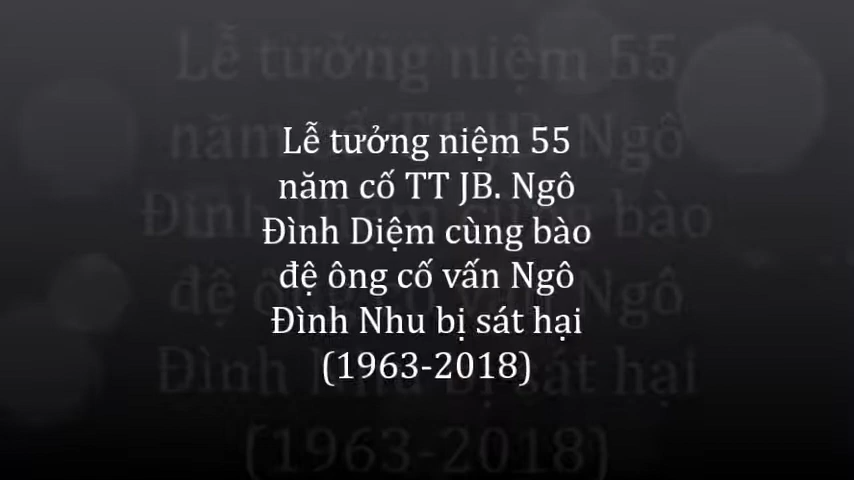 Lễ tưởng niệm 55
năm cố TT JB. Ngô
Đình Diệm cùng bào
đệ ông cố vấn Ngô
Đình Nhu bị sát hại
(1963-2018)